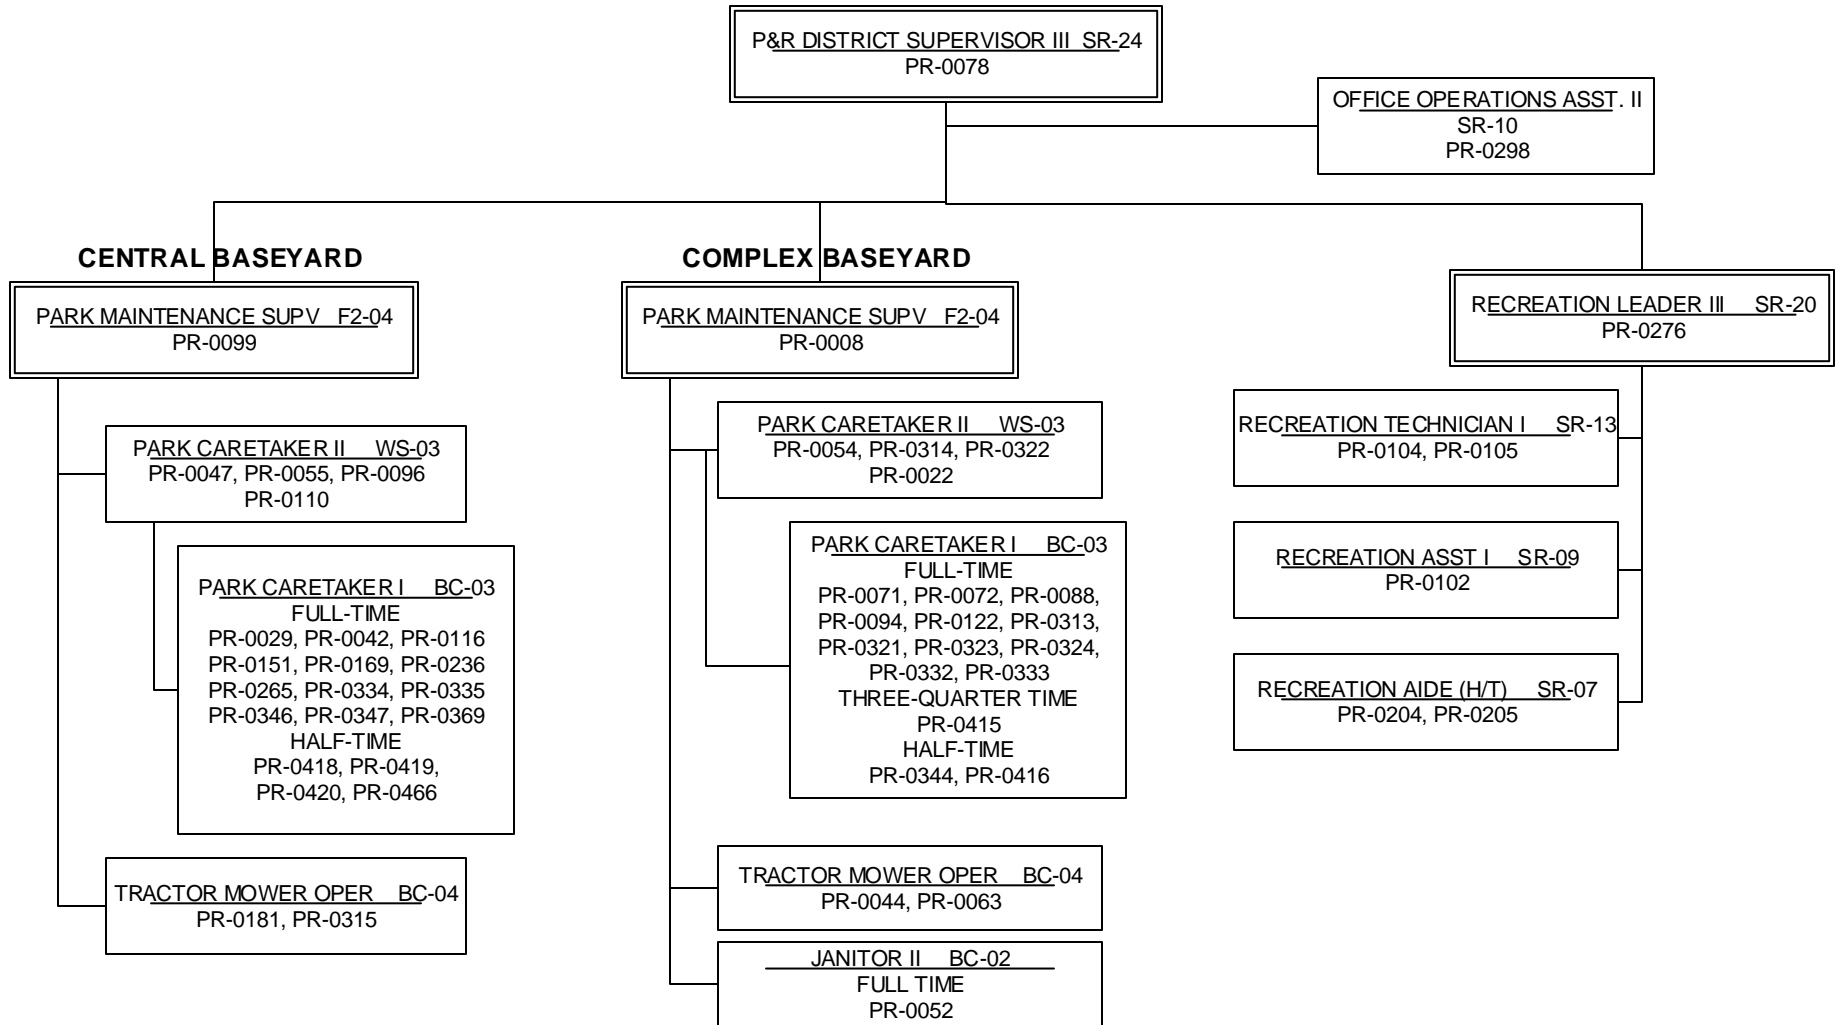 P&R DISTRICT SUPERVISOR III SR-24
PR-0078
OFFICE OPERATIONS ASST. II
SR-10
PR-0298
CENTRAL BASEYARD
PARK MAINTENANCE SUPV F2-04
PR-0099
PARK CARETAKER II WS-03
PR-0047, PR-0055, PR-0096
PR-0110
PARK CARETAKER I BC-03
FULL-TIME
PR-0029, PR-0042, PR-0116
PR-0151, PR-0169, PR-0236
PR-0265, PR-0334, PR-0335
PR-0346, PR-0347, PR-0369
HALF-TIME
PR-0418, PR-0419,
PR-0420, PR-0466
TRACTOR MOWER OPER BC-04
PR-0181, PR-0315
COMPLEX BASEYARD
PARK MAINTENANCE SUPV F2-04
PR-0008
PARK CARETAKER II WS-03
PR-0054, PR-0314, PR-0322
PR-0022
PARK CARETAKER I BC-03
FULL-TIME
PR-0071, PR-0072, PR-0088,
PR-0094, PR-0122, PR-0313,
PR-0321, PR-0323, PR-0324,
PR-0332, PR-0333
THREE-QUARTER TIME
PR-0415
HALF-TIME
PR-0344, PR-0416
TRACTOR MOWER OPER BC-04
PR-0044, PR-0063
JANITOR II BC-02
FULL TIME
PR-0052
RECREATION LEADER III SR-20
PR-0276
RECREATION TECHNICIAN I SR-13
PR-0104, PR-0105
RECREATION ASST I SR-09
PR-0102
RECREATION AIDE (H/T) SR-07
PR-0204, PR-0205